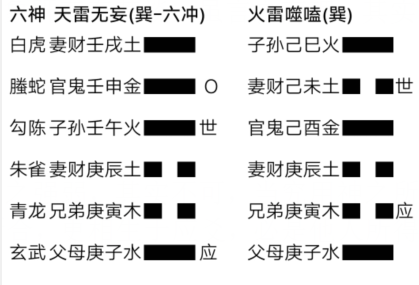 六神 天雷无妄(巽-六冲) 火雷噬嗑(巽)
白虎 妻财壬戌土 子孙己巳火
螣蛇 官鬼壬申金 O 妻财己未土 世
勾陈 子孙壬午火 世 官鬼己酉金
朱雀 妻财庚辰土 妻财庚辰土
青龙 兄弟庚寅木 兄弟庚寅木 应
玄武 父母庚子水 应 父母庚子水